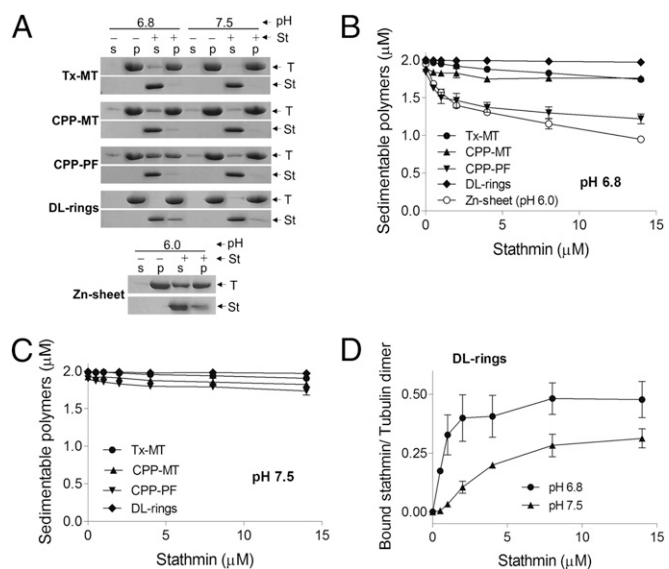 A
6.8 7.5 pH
– – + + – – + + St
s p s p s p s p
Tx-MT T
St
CPP-MT T
St
CPP-PF T
St
DL-rings T
St
6.0 pH
– – + + St
s p s p
Zn-sheet T
St
B
Sedimentable polymers (μM)
2.0
1.5
1.0
0.5
0.0
0 5 10 15
Stathmin (μM)
Tx-MT
CPP-MT
CPP-PF
DL-rings
Zn-sheet (pH 6.0)
pH 6.8
C
Sedimentable polymers (μM)
2.0
1.5
1.0
0.5
0.0
0 5 10 15
Stathmin (μM)
Tx-MT
CPP-MT
CPP-PF
DL-rings
pH 7.5
D
DL-rings
Bound stathmin/ Tubulin dimer
0.50
0.25
0.00
0 5 10 15
Stathmin (μM)
pH 6.8
pH 7.5